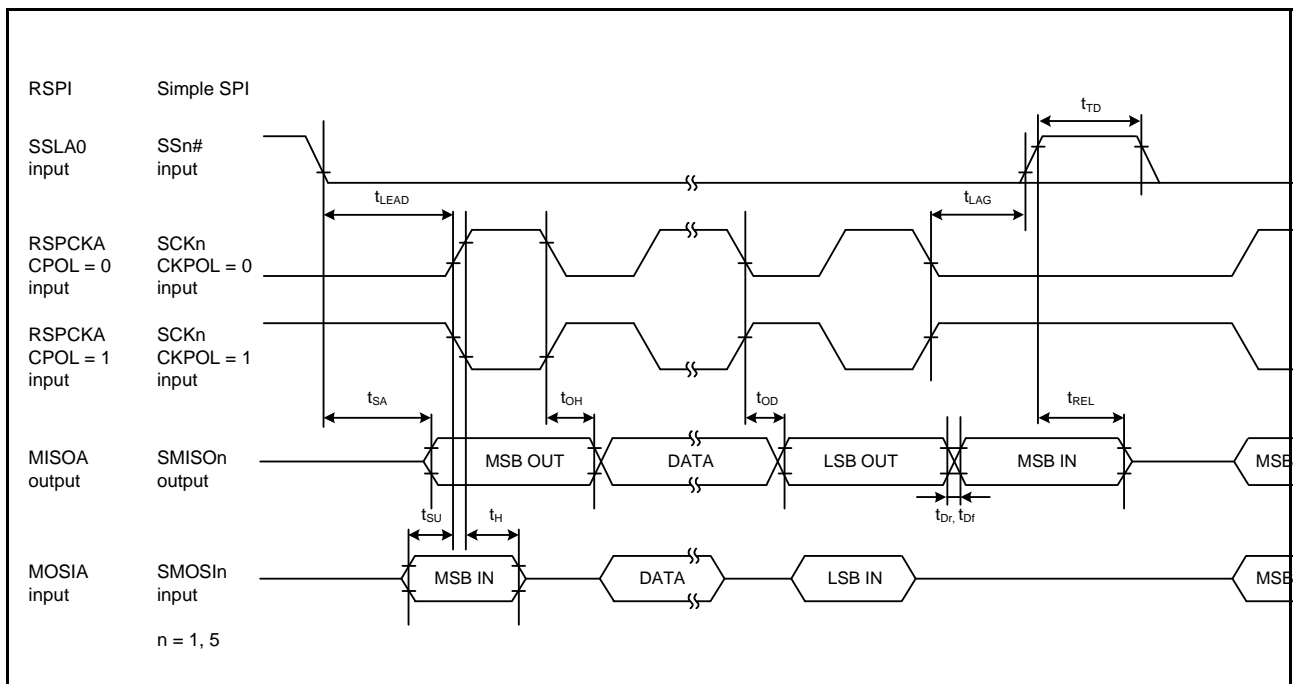 RSPI Simple SPI
tTD
SSLA0 SSn#
input input
tLEAD tLAG
RSPCKA SCKn
CPOL = 0 CKPOL = 0
input input
RSPCKA SCKn
CPOL = 1 CKPOL = 1
input input
tSA tOH tOD tREL
MISOA SMISOn MSB OUT DATA LSB OUT MSB IN MSB
output output
tSU tH tDr, tDf
MOSIA SMOSIn MSB IN DATA LSB IN MSB
input input
n = 1, 5